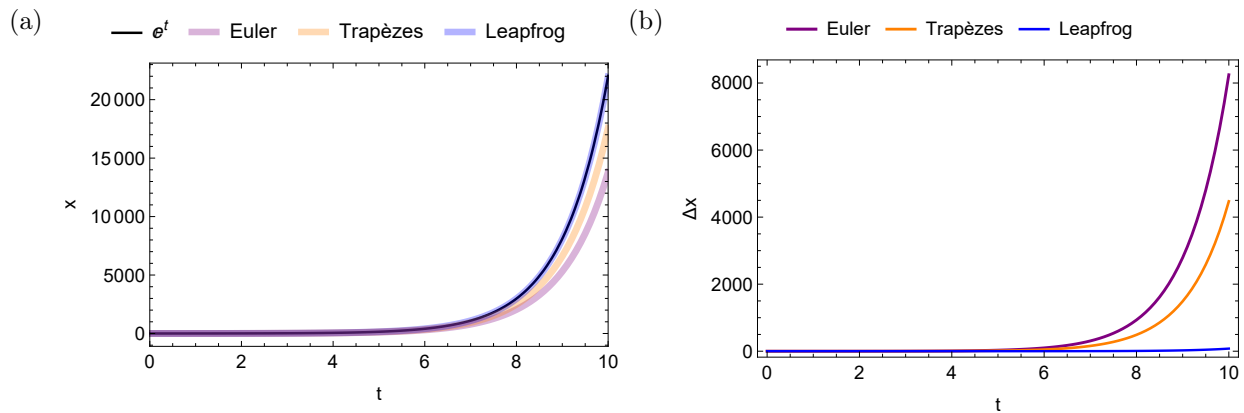 (a)
ⅇ^t Euler Trapèzes Leapfrog
20 000
15 000
10 000
5000
0
x
0 2 4 6 8 10
t
(b)
Euler Trapèzes Leapfrog
8000
6000
4000
2000
0
Δx
0 2 4 6 8 10
t